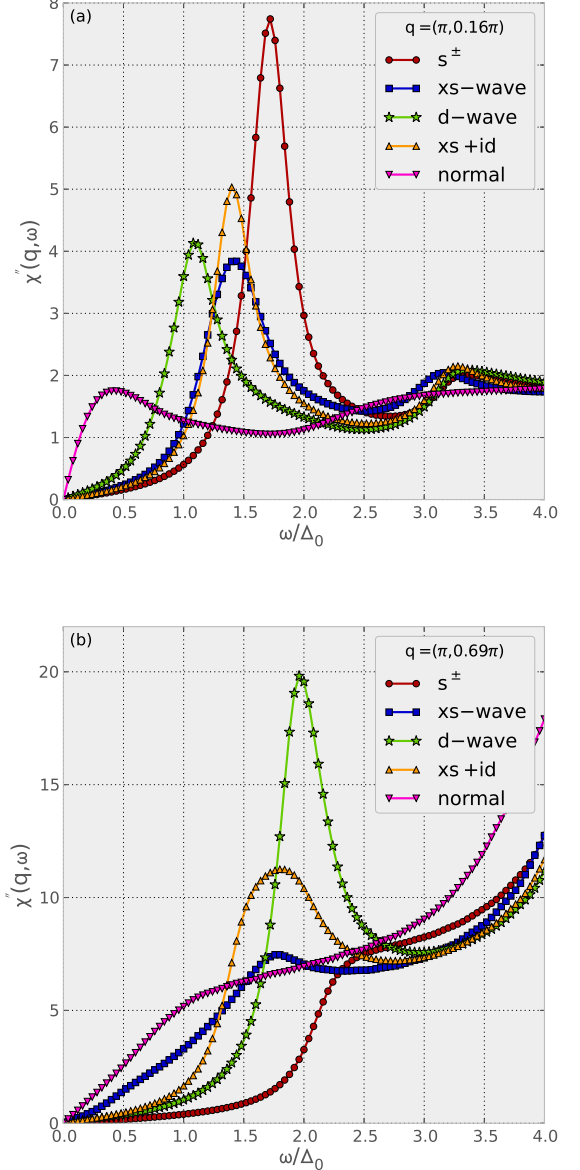 (a)
q=(π,0.16π)
s±
xs−wave
d−wave
xs+id
normal
χ″(q,ω)
8
7
6
5
4
3
2
1
0
0.0 0.5 1.0 1.5 2.0 2.5 3.0 3.5 4.0
ω/Δ0
(b)
q=(π,0.69π)
s±
xs−wave
d−wave
xs+id
normal
χ″(q,ω)
20
15
10
5
0
0.0 0.5 1.0 1.5 2.0 2.5 3.0 3.5 4.0
ω/Δ0